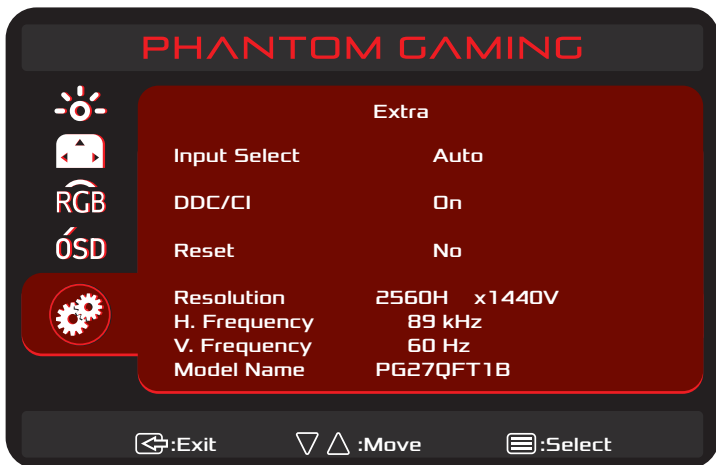 PHANTOM GAMING
Extra
Input Select Auto
RGB DDC/CI On
OSD Reset No
Resolution 2560H x1440V
H. Frequency 89 kHz
V. Frequency 60 Hz
Model Name PG27QFT1B
:Exit :Move :Select